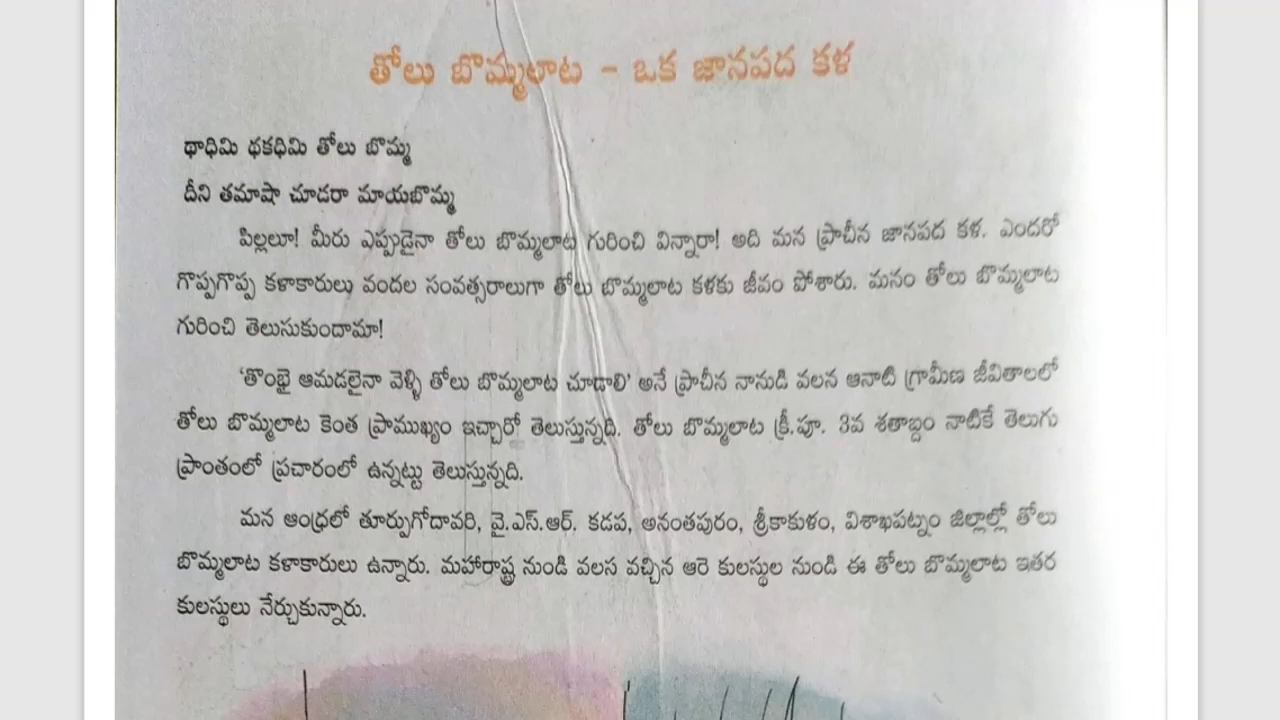 తోలు బొమ్మలాట - ఒక జానపద కళ
థాధిమి థకధిమి తోలు బొమ్మ
దీని తమాషా చూడరా మాయబొమ్మ
పిల్లలూ! మీరు ఎప్పుడైనా తోలు బొమ్మలాట గురించి విన్నారా! అది మన ప్రాచీన జానపద కళ. ఎందరో
గొప్పగొప్ప కళాకారులు వందల సంవత్సరాలుగా తోలు బొమ్మలాట కళకు జీవం పోశారు. మనం తోలు బొమ్మలాట
గురించి తెలుసుకుందామా!
'తొంభై ఆమడలైనా వెళ్ళి తోలు బొమ్మలాట చూడాలి' అనే ప్రాచీన నానుడి వలన ఆనాటి గ్రామీణ జీవితాలలో
తోలు బొమ్మలాట కెంత ప్రాముఖ్యం ఇచ్చారో తెలుస్తున్నది. తోలు బొమ్మలాట క్రీ.పూ. 3వ శతాబ్దం నాటికే తెలుగు
ప్రాంతంలో ప్రచారంలో ఉన్నట్టు తెలుస్తున్నది.
మన ఆంధ్రలో తూర్పుగోదావరి, వై.ఎస్.ఆర్. కడప, అనంతపురం, శ్రీకాకుళం, విశాఖపట్నం జిల్లాల్లో తోలు
బొమ్మలాట కళాకారులు ఉన్నారు. మహారాష్ట్ర నుండి వలస వచ్చిన ఆరె కులస్థుల నుండి ఈ తోలు బొమ్మలాట ఇతర
కులస్థులు నేర్చుకున్నారు.